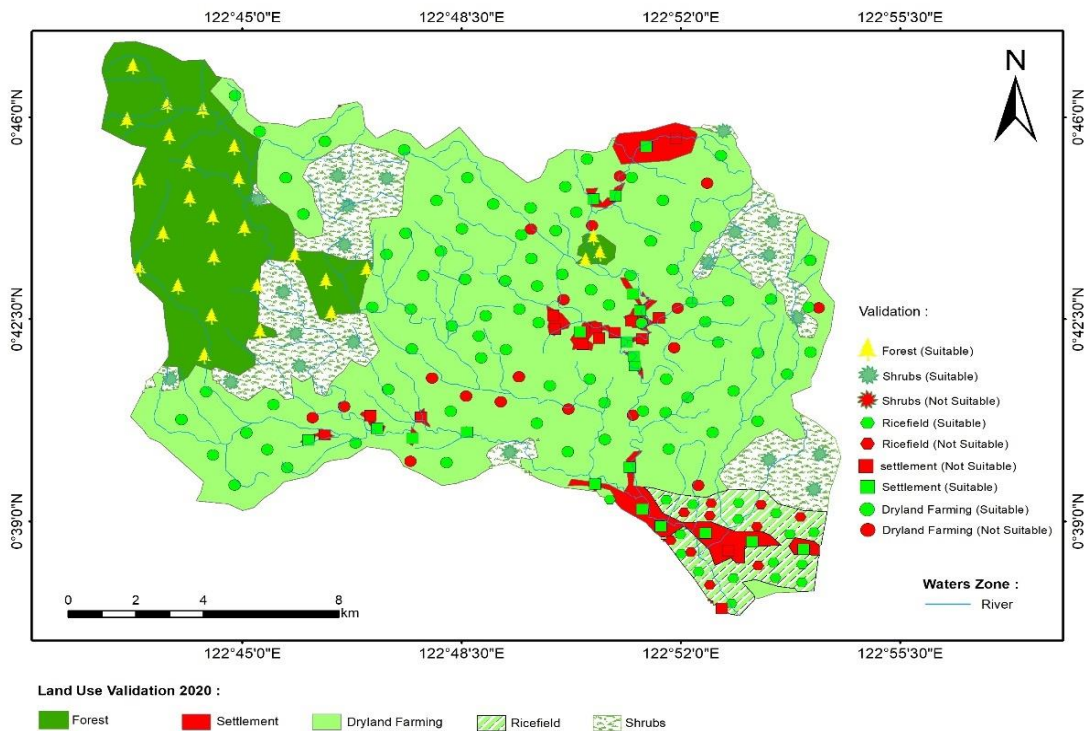 122°45'0"E 122°48'30"E 122°52'0"E 122°55'30"E
N
0°46'0"N 0°46'0"N
0°42'30"N 0°42'30"N
0°39'0"N 0°39'0"N
Validation :
Forest (Suitable)
Shrubs (Suitable)
Shrubs (Not Suitable)
Ricefield (Suitable)
Ricefield (Not Suitable)
settlement (Not Suitable)
Settlement (Suitable)
Dryland Farming (Suitable)
Dryland Farming (Not Suitable)
Waters Zone :
River
0 2 4 8
km
122°45'0"E 122°48'30"E 122°52'0"E 122°55'30"E
Land Use Validation 2020 :
Forest Settlement Dryland Farming Ricefield Shrubs